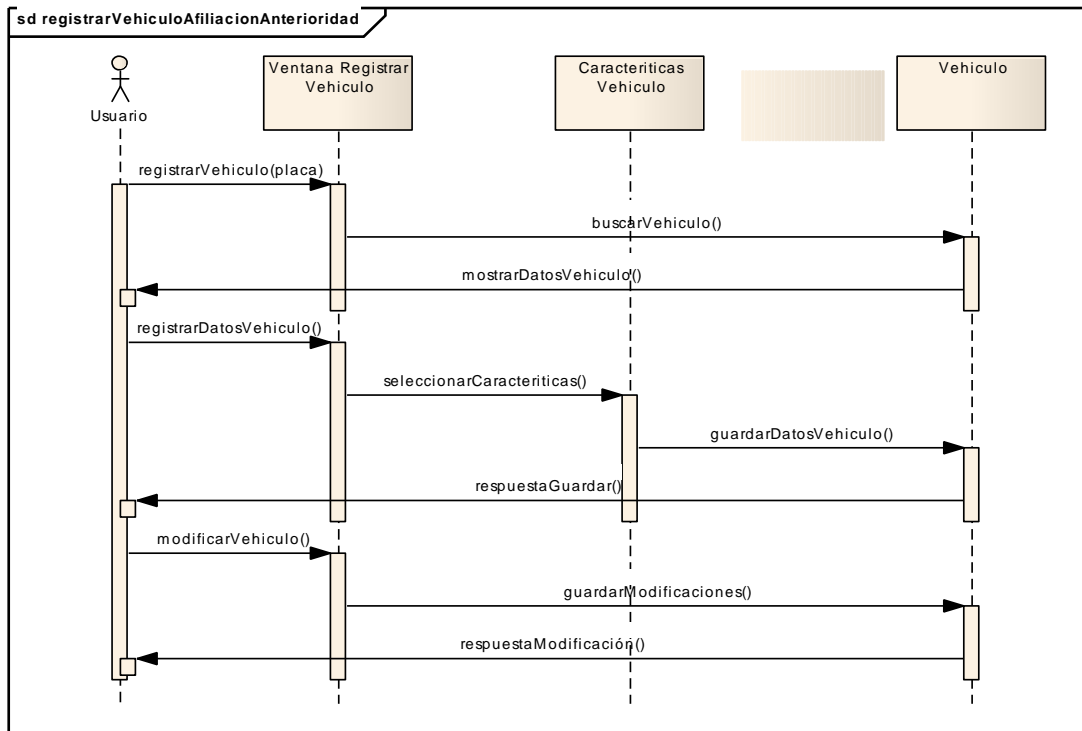 sd registrarVehiculoAfiliacionAnterioridad
Usuario
Ventana Registrar
Vehiculo
Caracteriticas
Vehiculo
Vehiculo
registrarVehiculo(placa)
buscarVehiculo()
mostrarDatosVehiculo()
registrarDatosVehiculo()
seleccionarCaracteriticas()
guardarDatosVehiculo()
respuestaGuardar()
modificarVehiculo()
guardarModificaciones()
respuestaModificación()